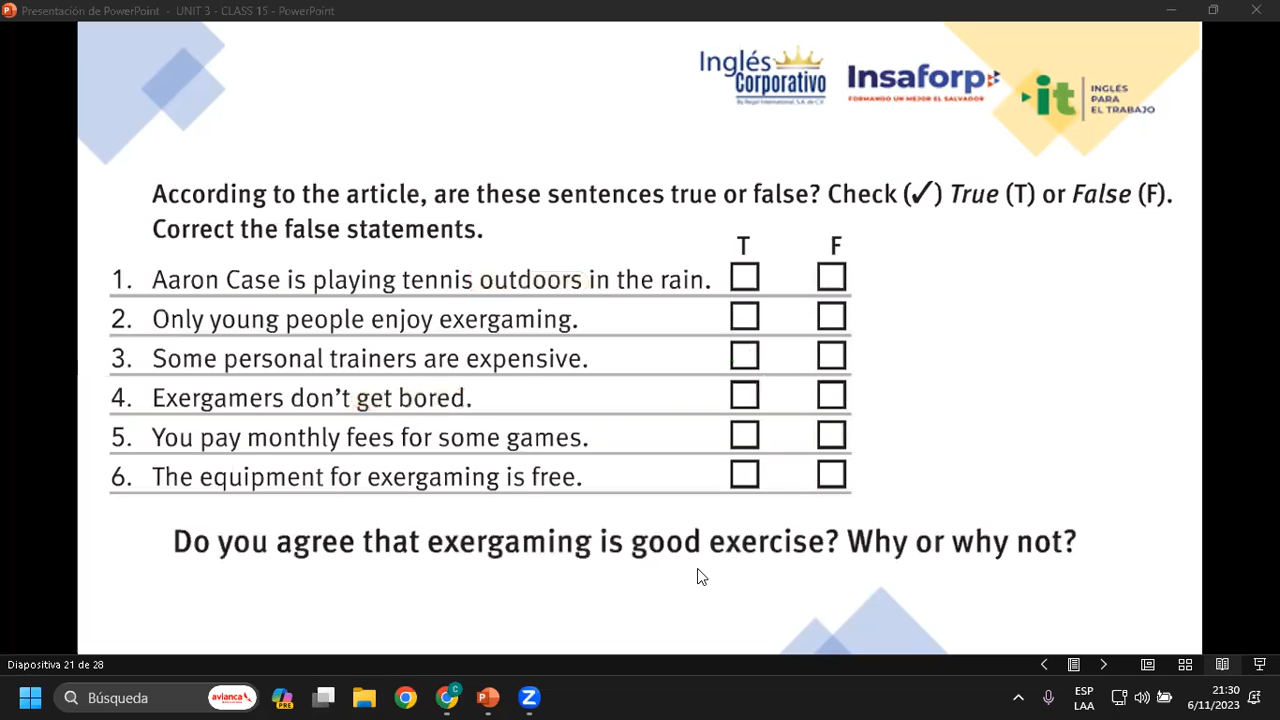 Presentación de PowerPoint - UNIT 3 - CLASS 15 - PowerPoint
Inglés
Corporativo
By Regal International, S.A. de C.V.
Insaforp
FORMANDO UN MEJOR EL SALVADOR
it
INGLÉS
PARA
EL TRABAJO
According to the article, are these sentences true or false? Check (✓) True (T) or False (F).
Correct the false statements.
T F
1. Aaron Case is playing tennis outdoors in the rain.
2. Only young people enjoy exergaming.
3. Some personal trainers are expensive.
4. Exergamers don’t get bored.
5. You pay monthly fees for some games.
6. The equipment for exergaming is free.
Do you agree that exergaming is good exercise? Why or why not?
Diapositiva 21 de 28
Búsqueda
avianca
PRE
C
P
Z
ESP
LAA
21:30
6/11/2023